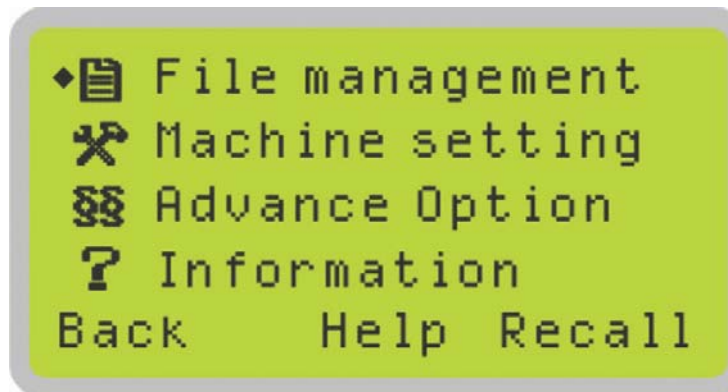 File management
Machine setting
Advance Option
Information
Back Help Recall